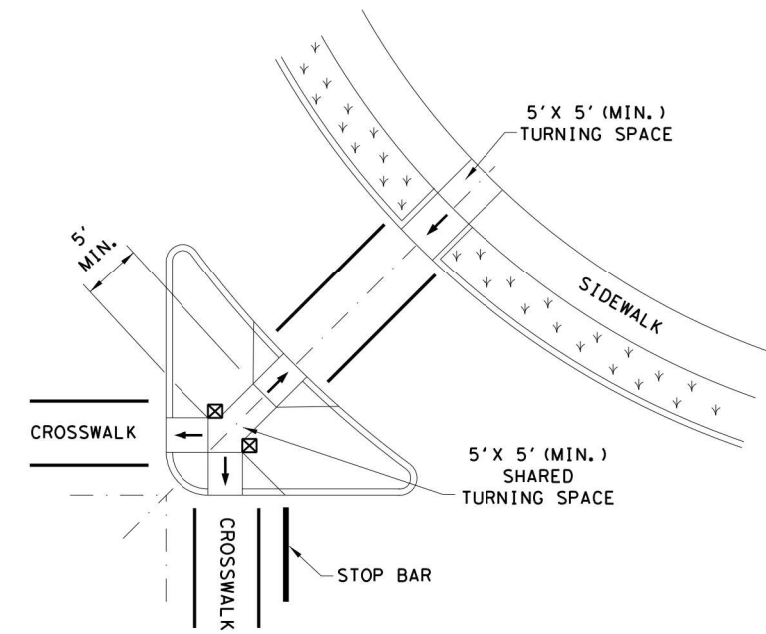 5'X 5' (MIN.)
TURNING SPACE
5'
MIN.
SIDEWALK
CROSSWALK
5'X 5' (MIN.)
SHARED
TURNING SPACE
CROSSWALK
STOP BAR